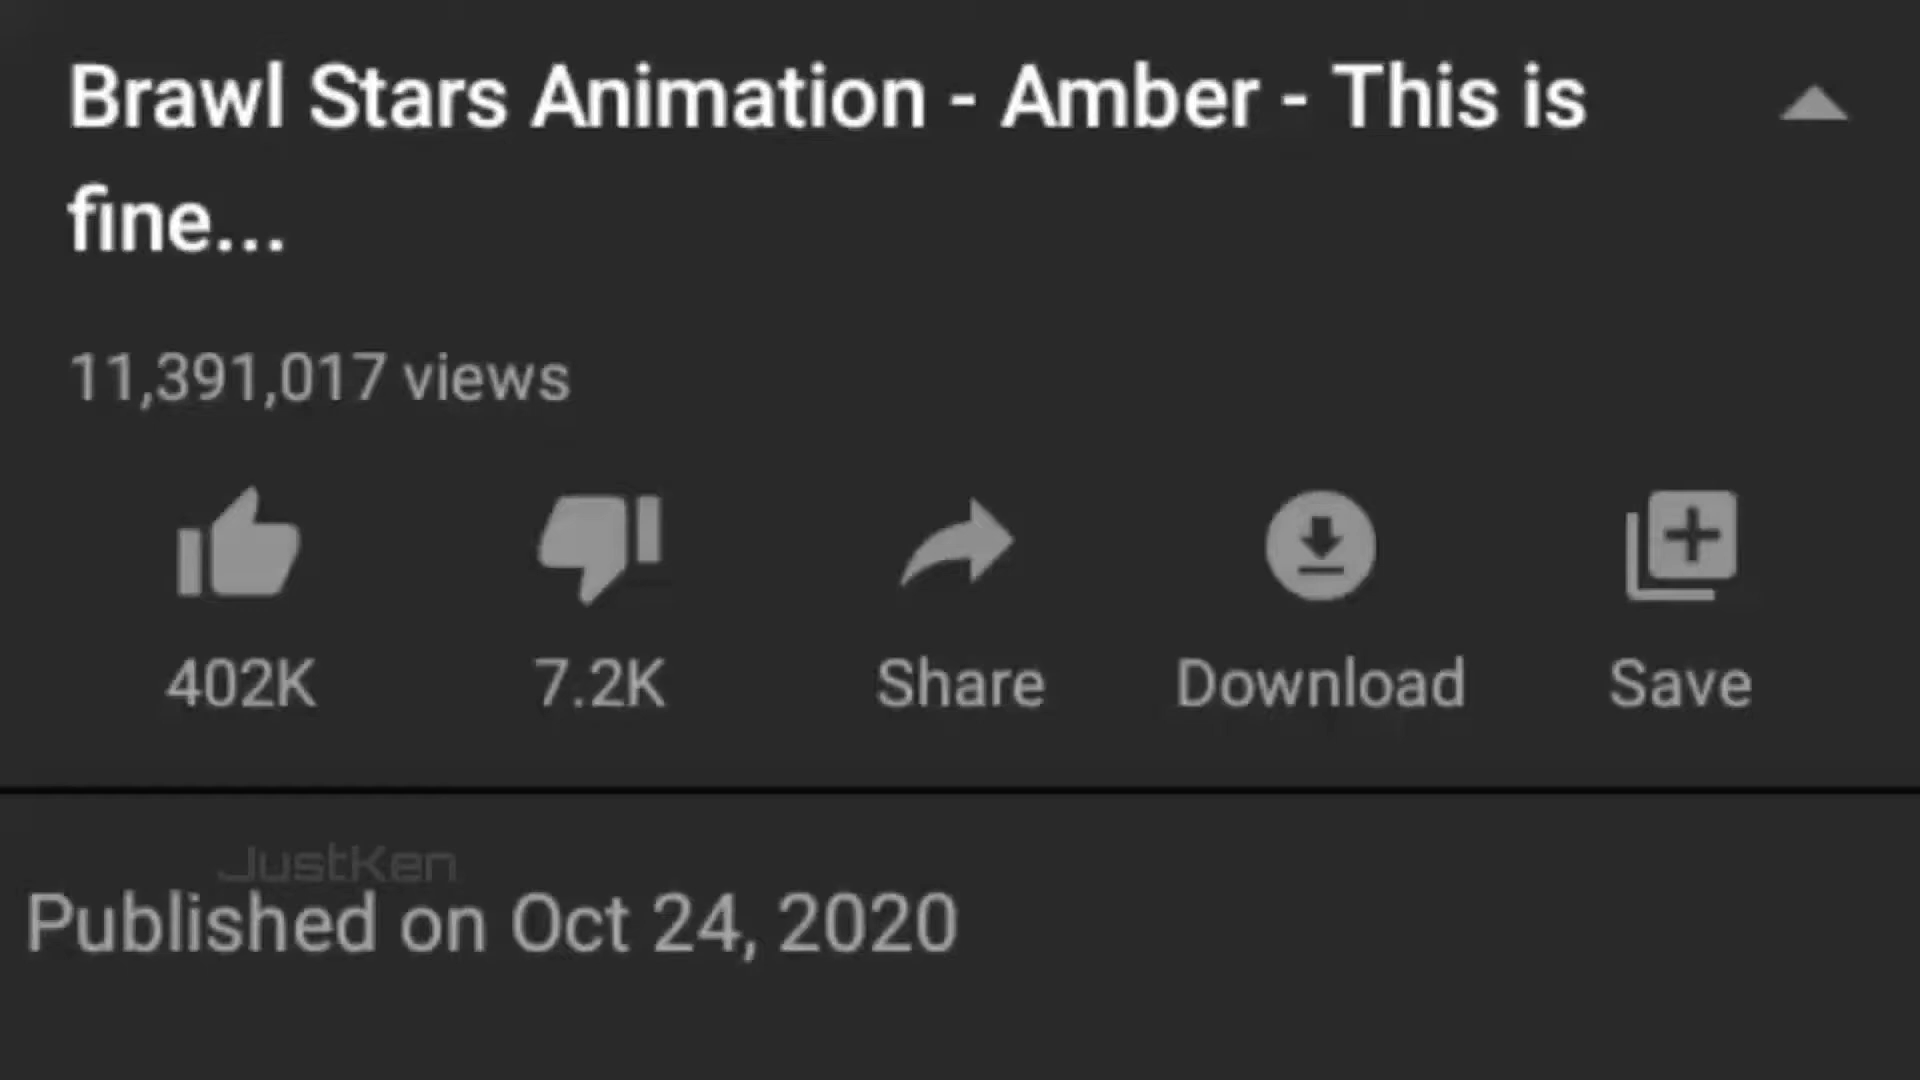 Brawl Stars Animation - Amber - This is
fine...
11,391,017 views
402K 7.2K Share Download Save
JustKen
Published on Oct 24, 2020